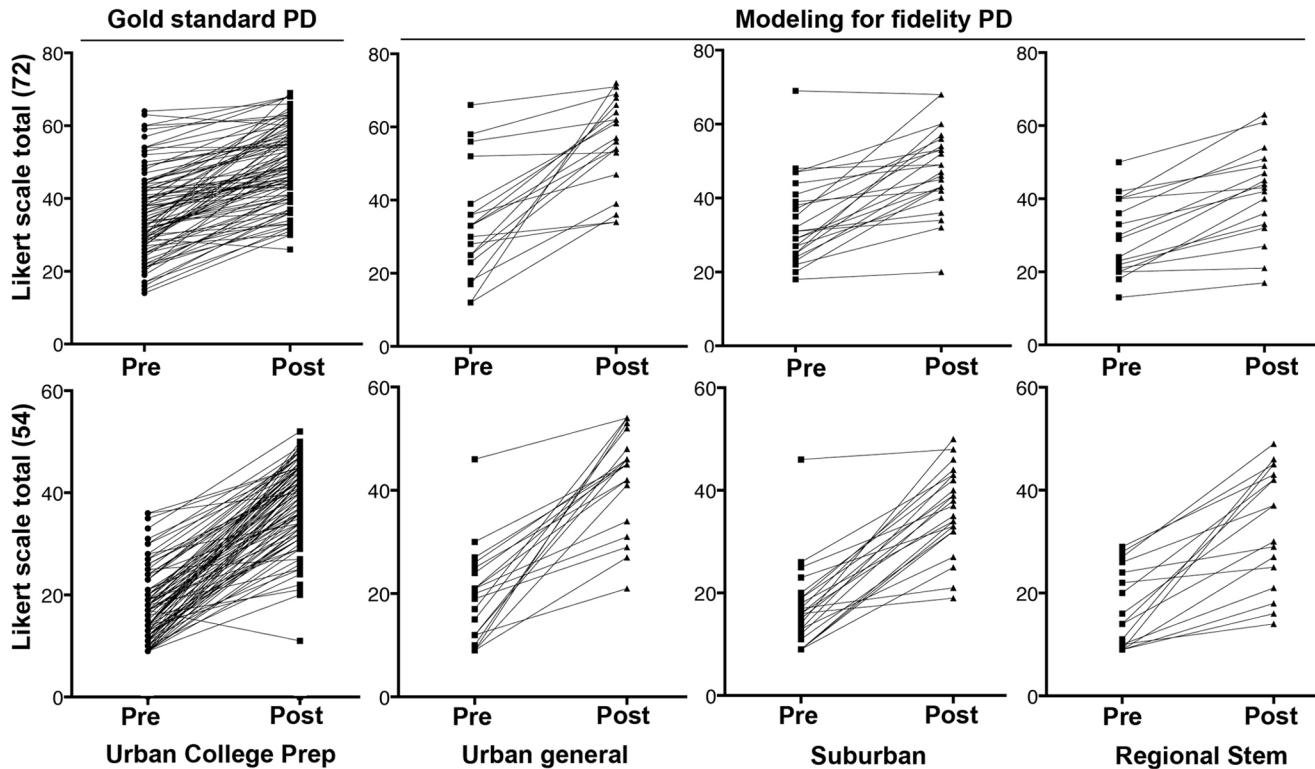 Gold standard PD
Modeling for fidelity PD
Likert scale total (72)
80
60
40
20
0
Pre
Post
80
60
40
20
0
Pre
Post
80
60
40
20
0
Pre
Post
80
60
40
20
0
Pre
Post
Likert scale total (54)
60
40
20
0
Pre
Post
60
40
20
0
Pre
Post
60
40
20
0
Pre
Post
60
40
20
0
Pre
Post
Urban College Prep
Urban general
Suburban
Regional Stem